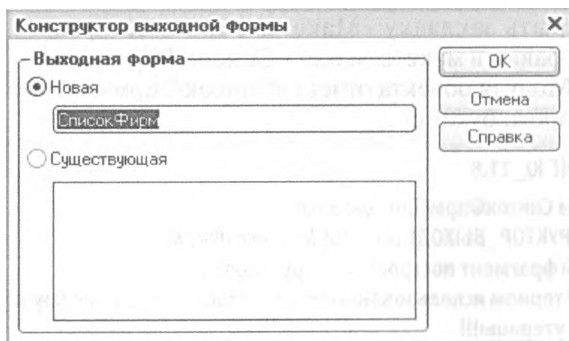 Конструктор выходной формы
Выходная форма
Новая
СписокФирм
Существующая
OK
Отмена
Справка